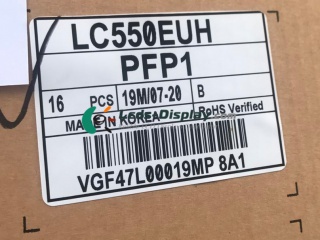 LC550EUH
PFP1
16 PCS 19M/07-20 B
MADE IN KOREA RoHS Verified
VGF47L00019MP 8A1